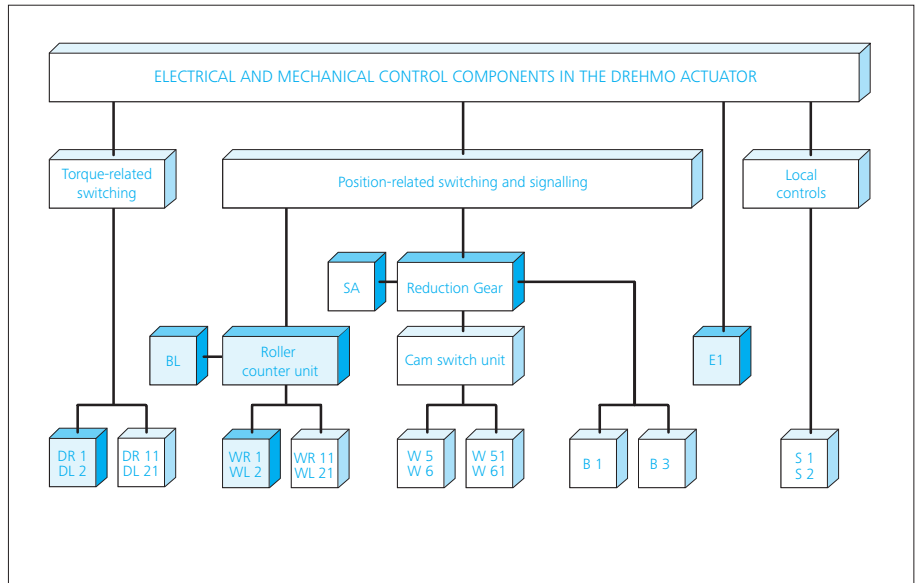 ELECTRICAL AND MECHANICAL CONTROL COMPONENTS IN THE DREHMO ACTUATOR
Torque-related
switching
Position-related switching and signalling
Local
controls
SA
Reduction Gear
BL
Roller
counter unit
Cam switch unit
E1
DR 1
DL 2
DR 11
DL 21
WR 1
WL 2
WR 11
WL 21
W 5
W 6
W 51
W 61
B 1
B 3
S 1
S 2